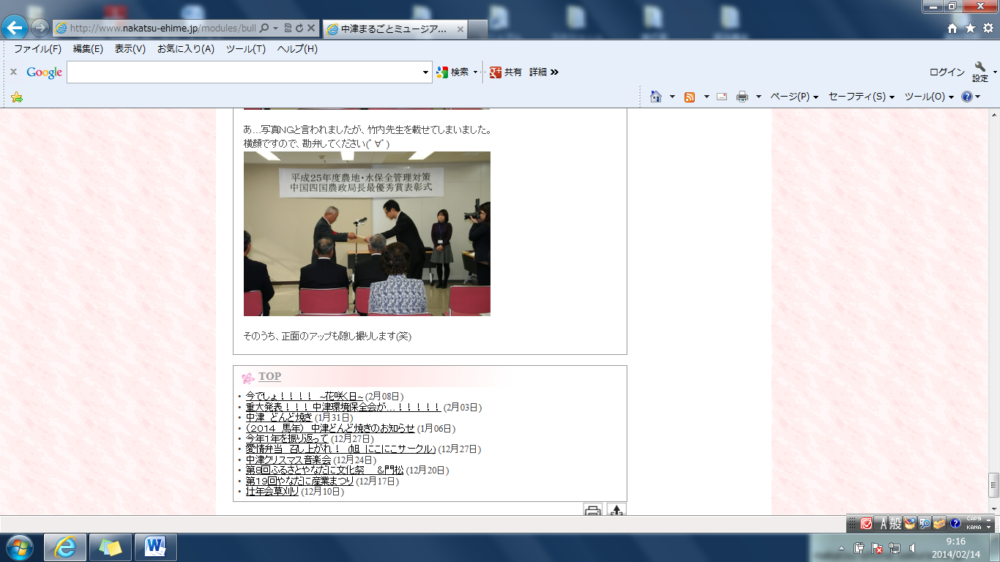 http://www.nakatsu-ehime.jp/modules/bull
中津まるごとミュージア...
ファイル(F) 編集(E) 表示(V) お気に入り(A) ツール(T) ヘルプ(H)
x Google 検索 共有 詳細 »
ログイン 設定
ページ(P) セーフティ(S) ツール(O)
あ…写真NGと言われましたが、竹内先生を載せてしまいました。
横顔ですので、勘弁してください(ﾟ∀ﾟ)
平成25年度農地・水保全管理対策
中国四国農政局長最優秀賞表彰式
そのうち、正面のアップも隠し撮りします(笑)
TOP
• 今でしょ！！！！ ~花咲く日~ (2月08日)
• 重大発表！！！中津環境保全会が…！！！！！ (2月03日)
• 中津 どんど焼き (1月31日)
• (２０１４ 馬年) 中津どんど焼きのお知らせ (1月06日)
• 今年１年を振り返って (12月27日)
• 愛情弁当 召し上がれ！ (旭 にこにこサークル) (12月27日)
• 中津クリスマス音楽会 (12月24日)
• 第８回ふるさとやなだに文化祭 ＆門松 (12月20日)
• 第１９回やなだに産業まつり (12月17日)
• 壮年会草刈り (12月10日)
A 般 CAPS KANA
9:16
2014/02/14